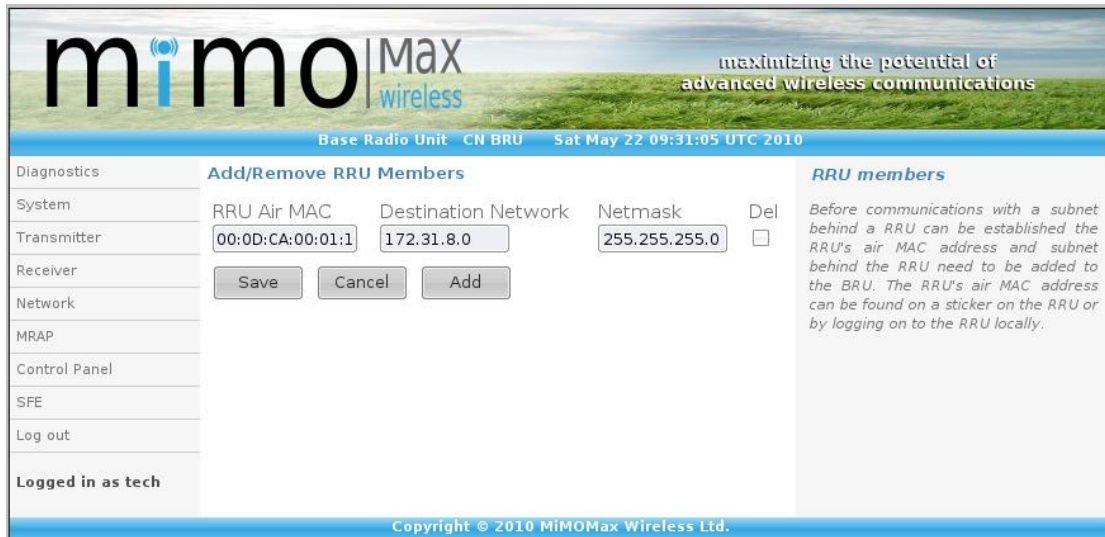 mimo Max wireless
maximizing the potential of
advanced wireless communications
Base Radio Unit CN BRU Sat May 22 09:31:05 UTC 2010
Diagnostics
System
Transmitter
Receiver
Network
MRAP
Control Panel
SFE
Log out
Logged in as tech
Add/Remove RRU Members
RRU Air MAC Destination Network Netmask Del
00:0D:CA:00:01:1 172.31.8.0 255.255.255.0
Save Cancel Add
RRU members
Before communications with a subnet
behind a RRU can be established the
RRU's air MAC address and subnet
behind the RRU need to be added to
the BRU. The RRU's air MAC address
can be found on a sticker on the RRU or
by logging on to the RRU locally.
Copyright © 2010 MiMOMax Wireless Ltd.